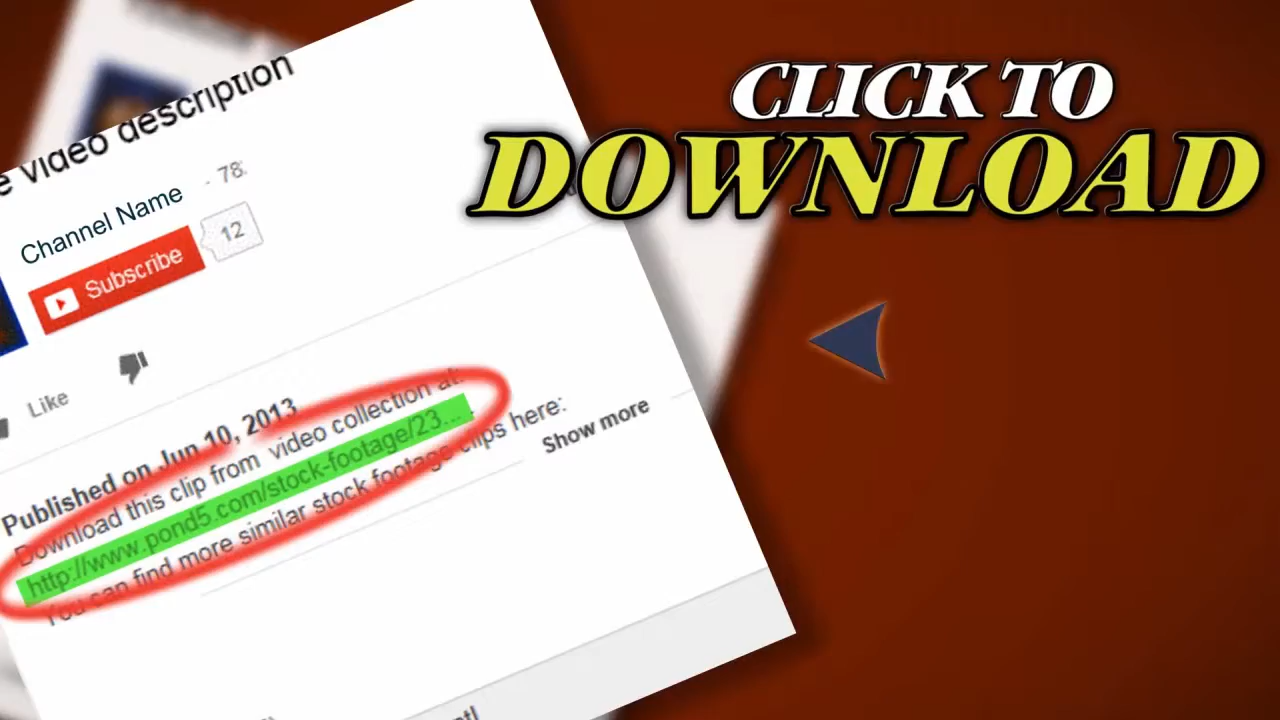 CLICK TO
DOWNLOAD
video description
Channel Name
Subscribe
12
Like
Published on Jun 10, 2013
Download this clip from video collection at:
http://www.pond5.com/stock-footage/23...
You can find more similar stock footage clips here:
Show more